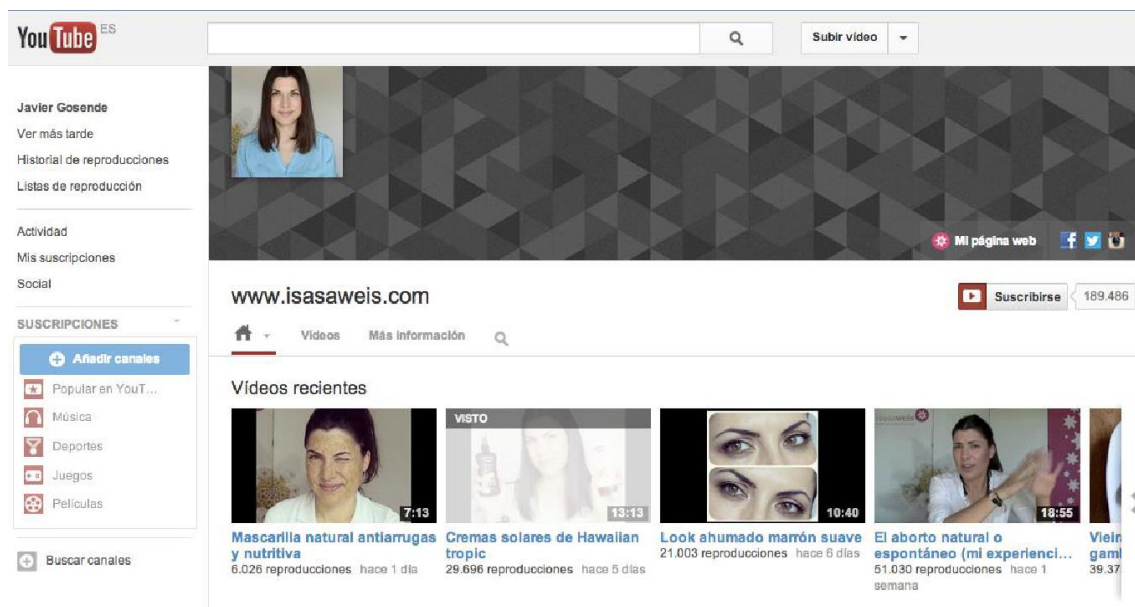 YouTube ES
Subir vídeo
Javier Gosende
Ver más tarde
Historial de reproducciones
Listas de reproducción
Actividad
Mis suscripciones
Social
SUSCRIPCIONES
Añadir canales
Popular en YouT...
Música
Deportes
Juegos
Películas
Buscar canales
Mi página web
www.isasaweis.com
Suscribirse 189.486
Vídeos Más información
Vídeos recientes
7:13
Mascarilla natural antiarrugas
y nutritiva
6.026 reproducciones hace 1 día
VISTO
13:13
Cremas solares de Hawaiian
tropic
29.696 reproducciones hace 5 días
10:40
Look ahumado marrón suave
21.003 reproducciones hace 6 días
18:55
El aborto natural o
espontáneo (mi experienci...
51.030 reproducciones hace 1
semana
39.37